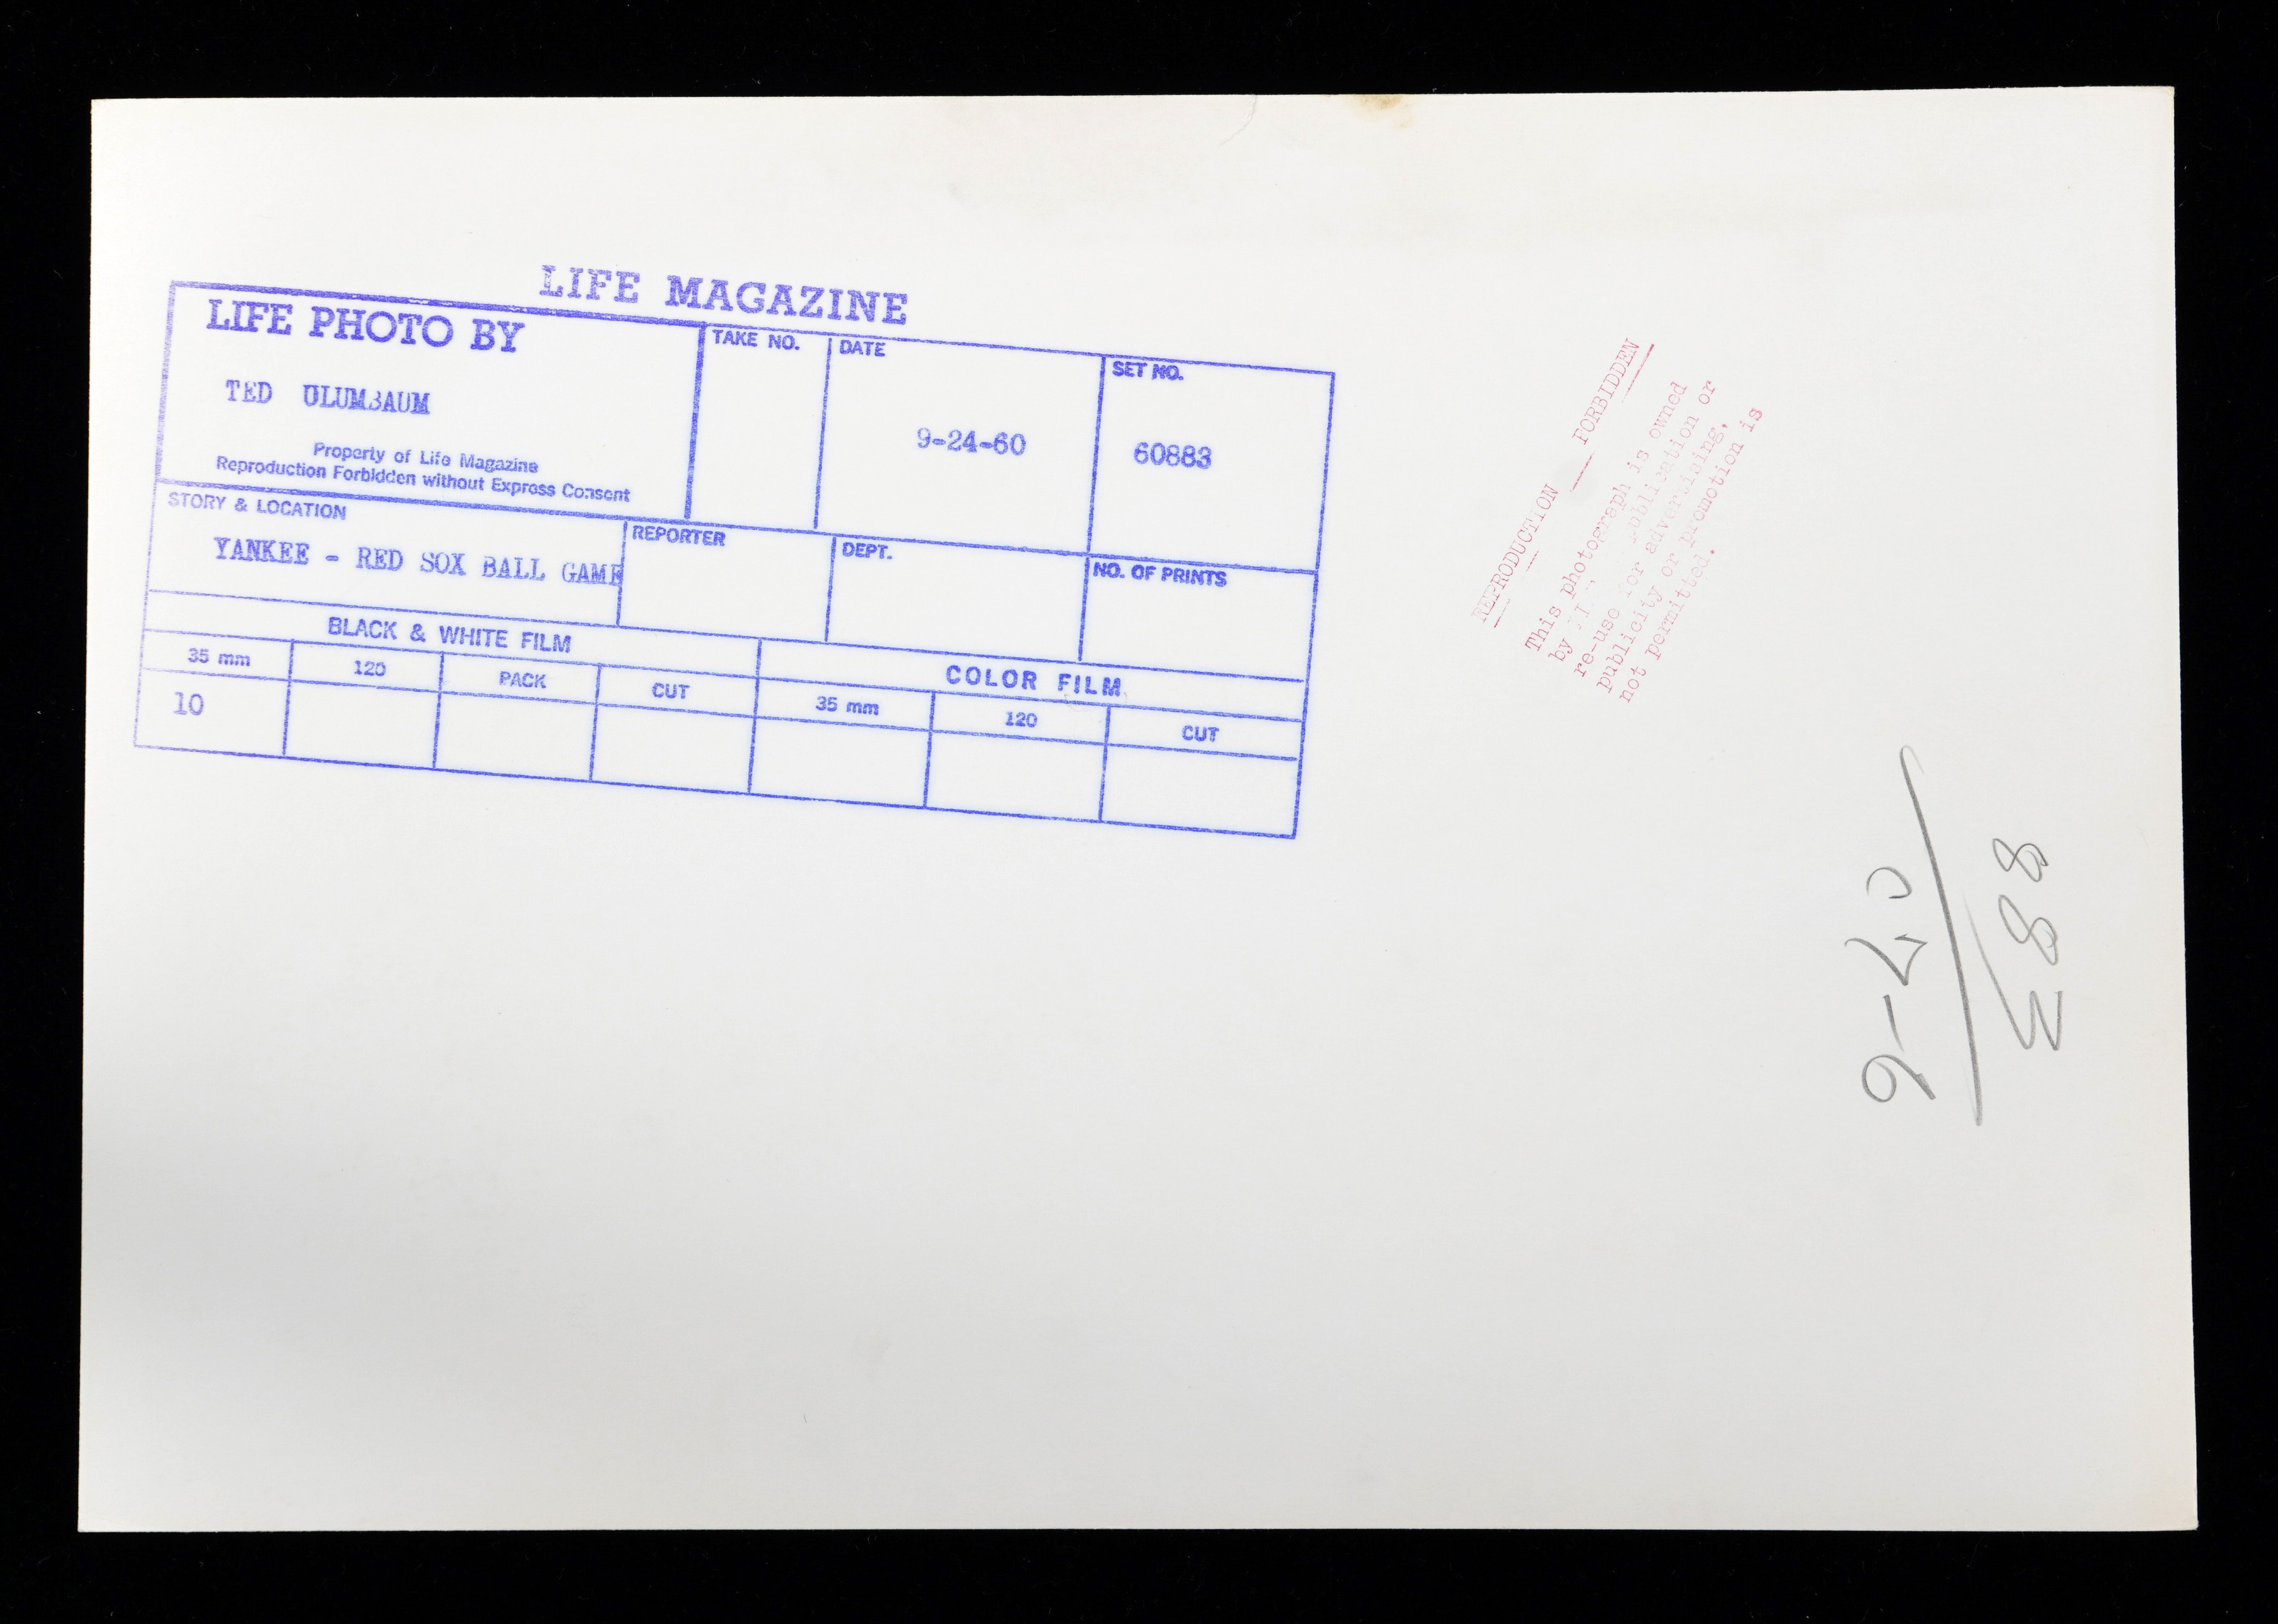 LIFE MAGAZINE
LIFE PHOTO BY
TED ULUMBAUM
Property of Life Magazine
Reproduction Forbidden without Express Consent
TAKE NO.
DATE
9-24-60
SET NO.
60883
STORY & LOCATION
YANKEE - RED SOX BALL GAME
REPORTER
DEPT.
NO. OF PRINTS
BLACK & WHITE FILM
35 mm
120
PACK
CUT
10
COLOR FILM
35 mm
120
CUT
REPRODUCTION FORBIDDEN
This photograph is owned
by publication or
re-use for advertising,
publicity or promotion is
not permitted.